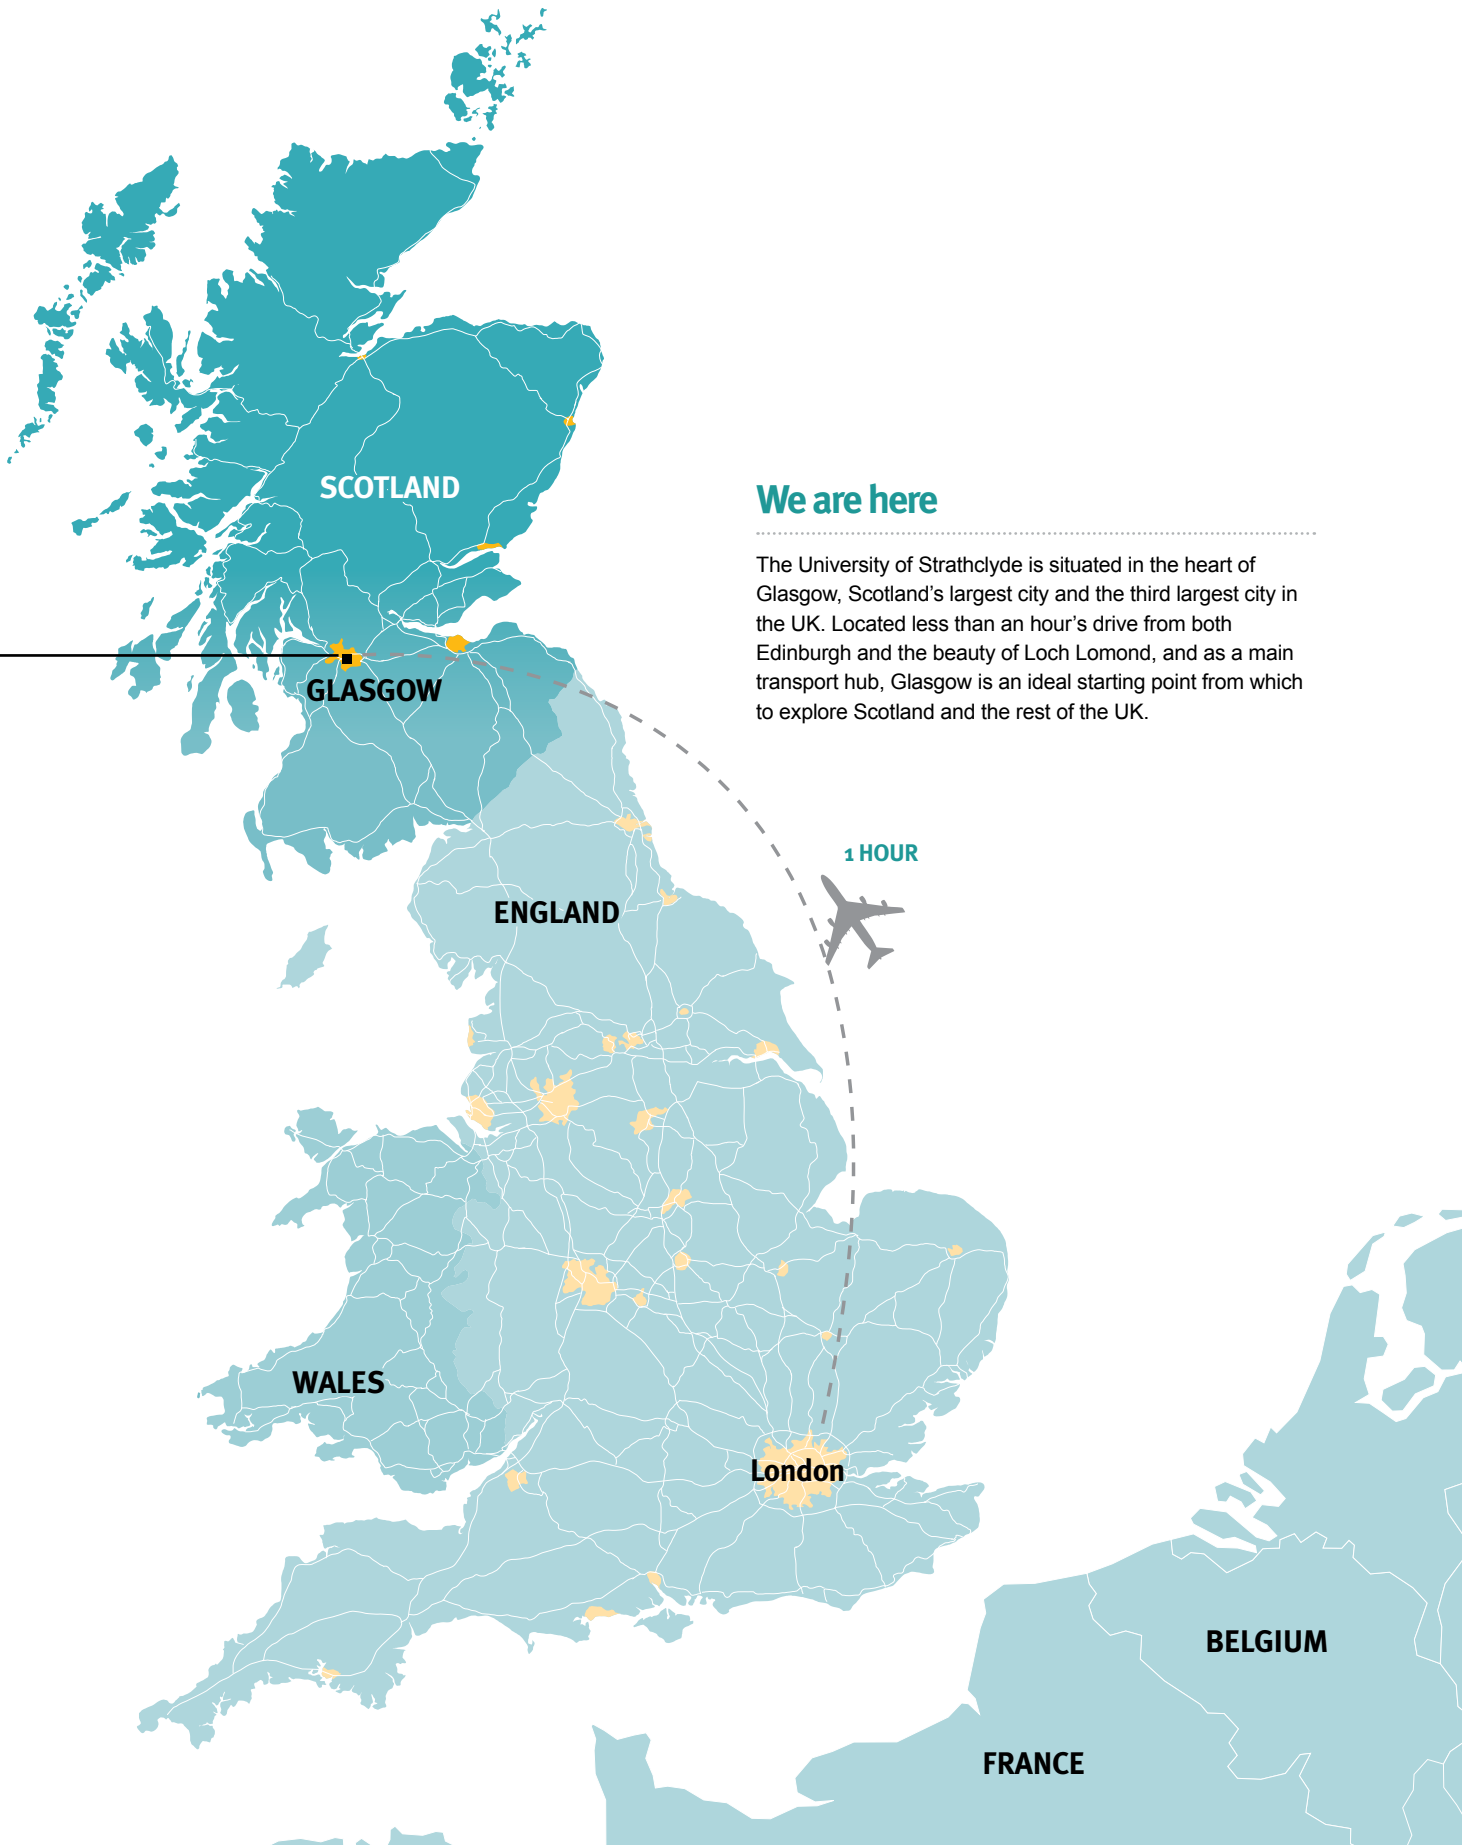 SCOTLAND
We are here
The University of Strathclyde is situated in the heart of
Glasgow, Scotland’s largest city and the third largest city in
the UK. Located less than an hour’s drive from both
Edinburgh and the beauty of Loch Lomond, and as a main
transport hub, Glasgow is an ideal starting point from which
to explore Scotland and the rest of the UK.
GLASGOW
1 HOUR
ENGLAND
WALES
London
BELGIUM
FRANCE